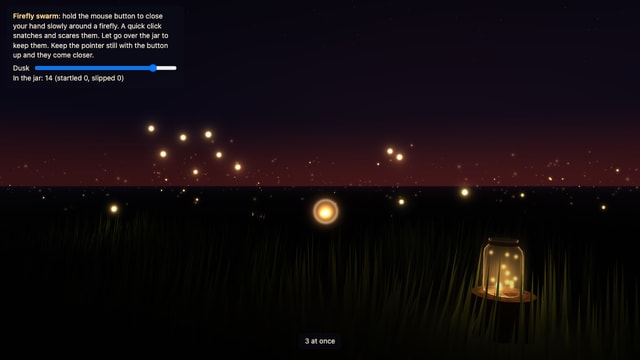 Firefly swarm: hold the mouse button to close
your hand slowly around a firefly. A quick click
snatches and scares them. Let go over the jar to
keep them. Keep the pointer still with the button
up and they come closer.
Dusk
In the jar: 14 (startled 0, slipped 0)
3 at once